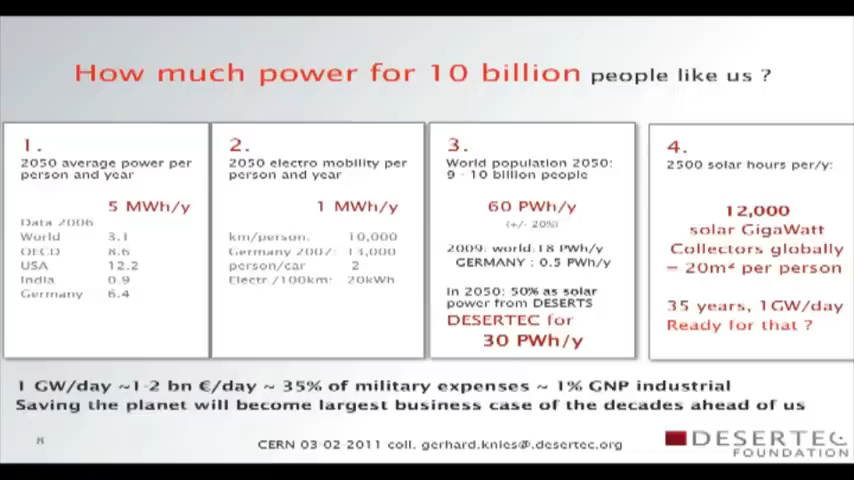 How much power for 10 billion people like us ?
1.
2050 average power per
person and year
5 MWh/y
Data 2006
World 3.1
OECD 8.6
USA 12.2
India 0.9
Germany 6.4
2.
2050 electro mobility per
person and year
1 MWh/y
km/person. 10,000
Germany 2007: 13,000
person/car 2
Electr./100km: 20kWh
3.
World population 2050:
9 - 10 billion people
60 PWh/y
(+/- 20%)
2009: world.18 PWh/y
GERMANY : 0.5 PWh/y
In 2050: 50% as solar
power from DESERTS
DESERTEC for
30 PWh/y
4.
2500 solar hours per/y:
12,000
solar GigaWatt
Collectors globally
= 20m² per person
35 years, 1GW/day
Ready for that ?
1 GW/day ~1-2 bn €/day ~ 35% of military expenses ~ 1% GNP industrial
Saving the planet will become largest business case of the decades ahead of us
8
CERN 03-02-2011 coll. gerhard.knies@.desertec.org
DESERTEC
FOUNDATION